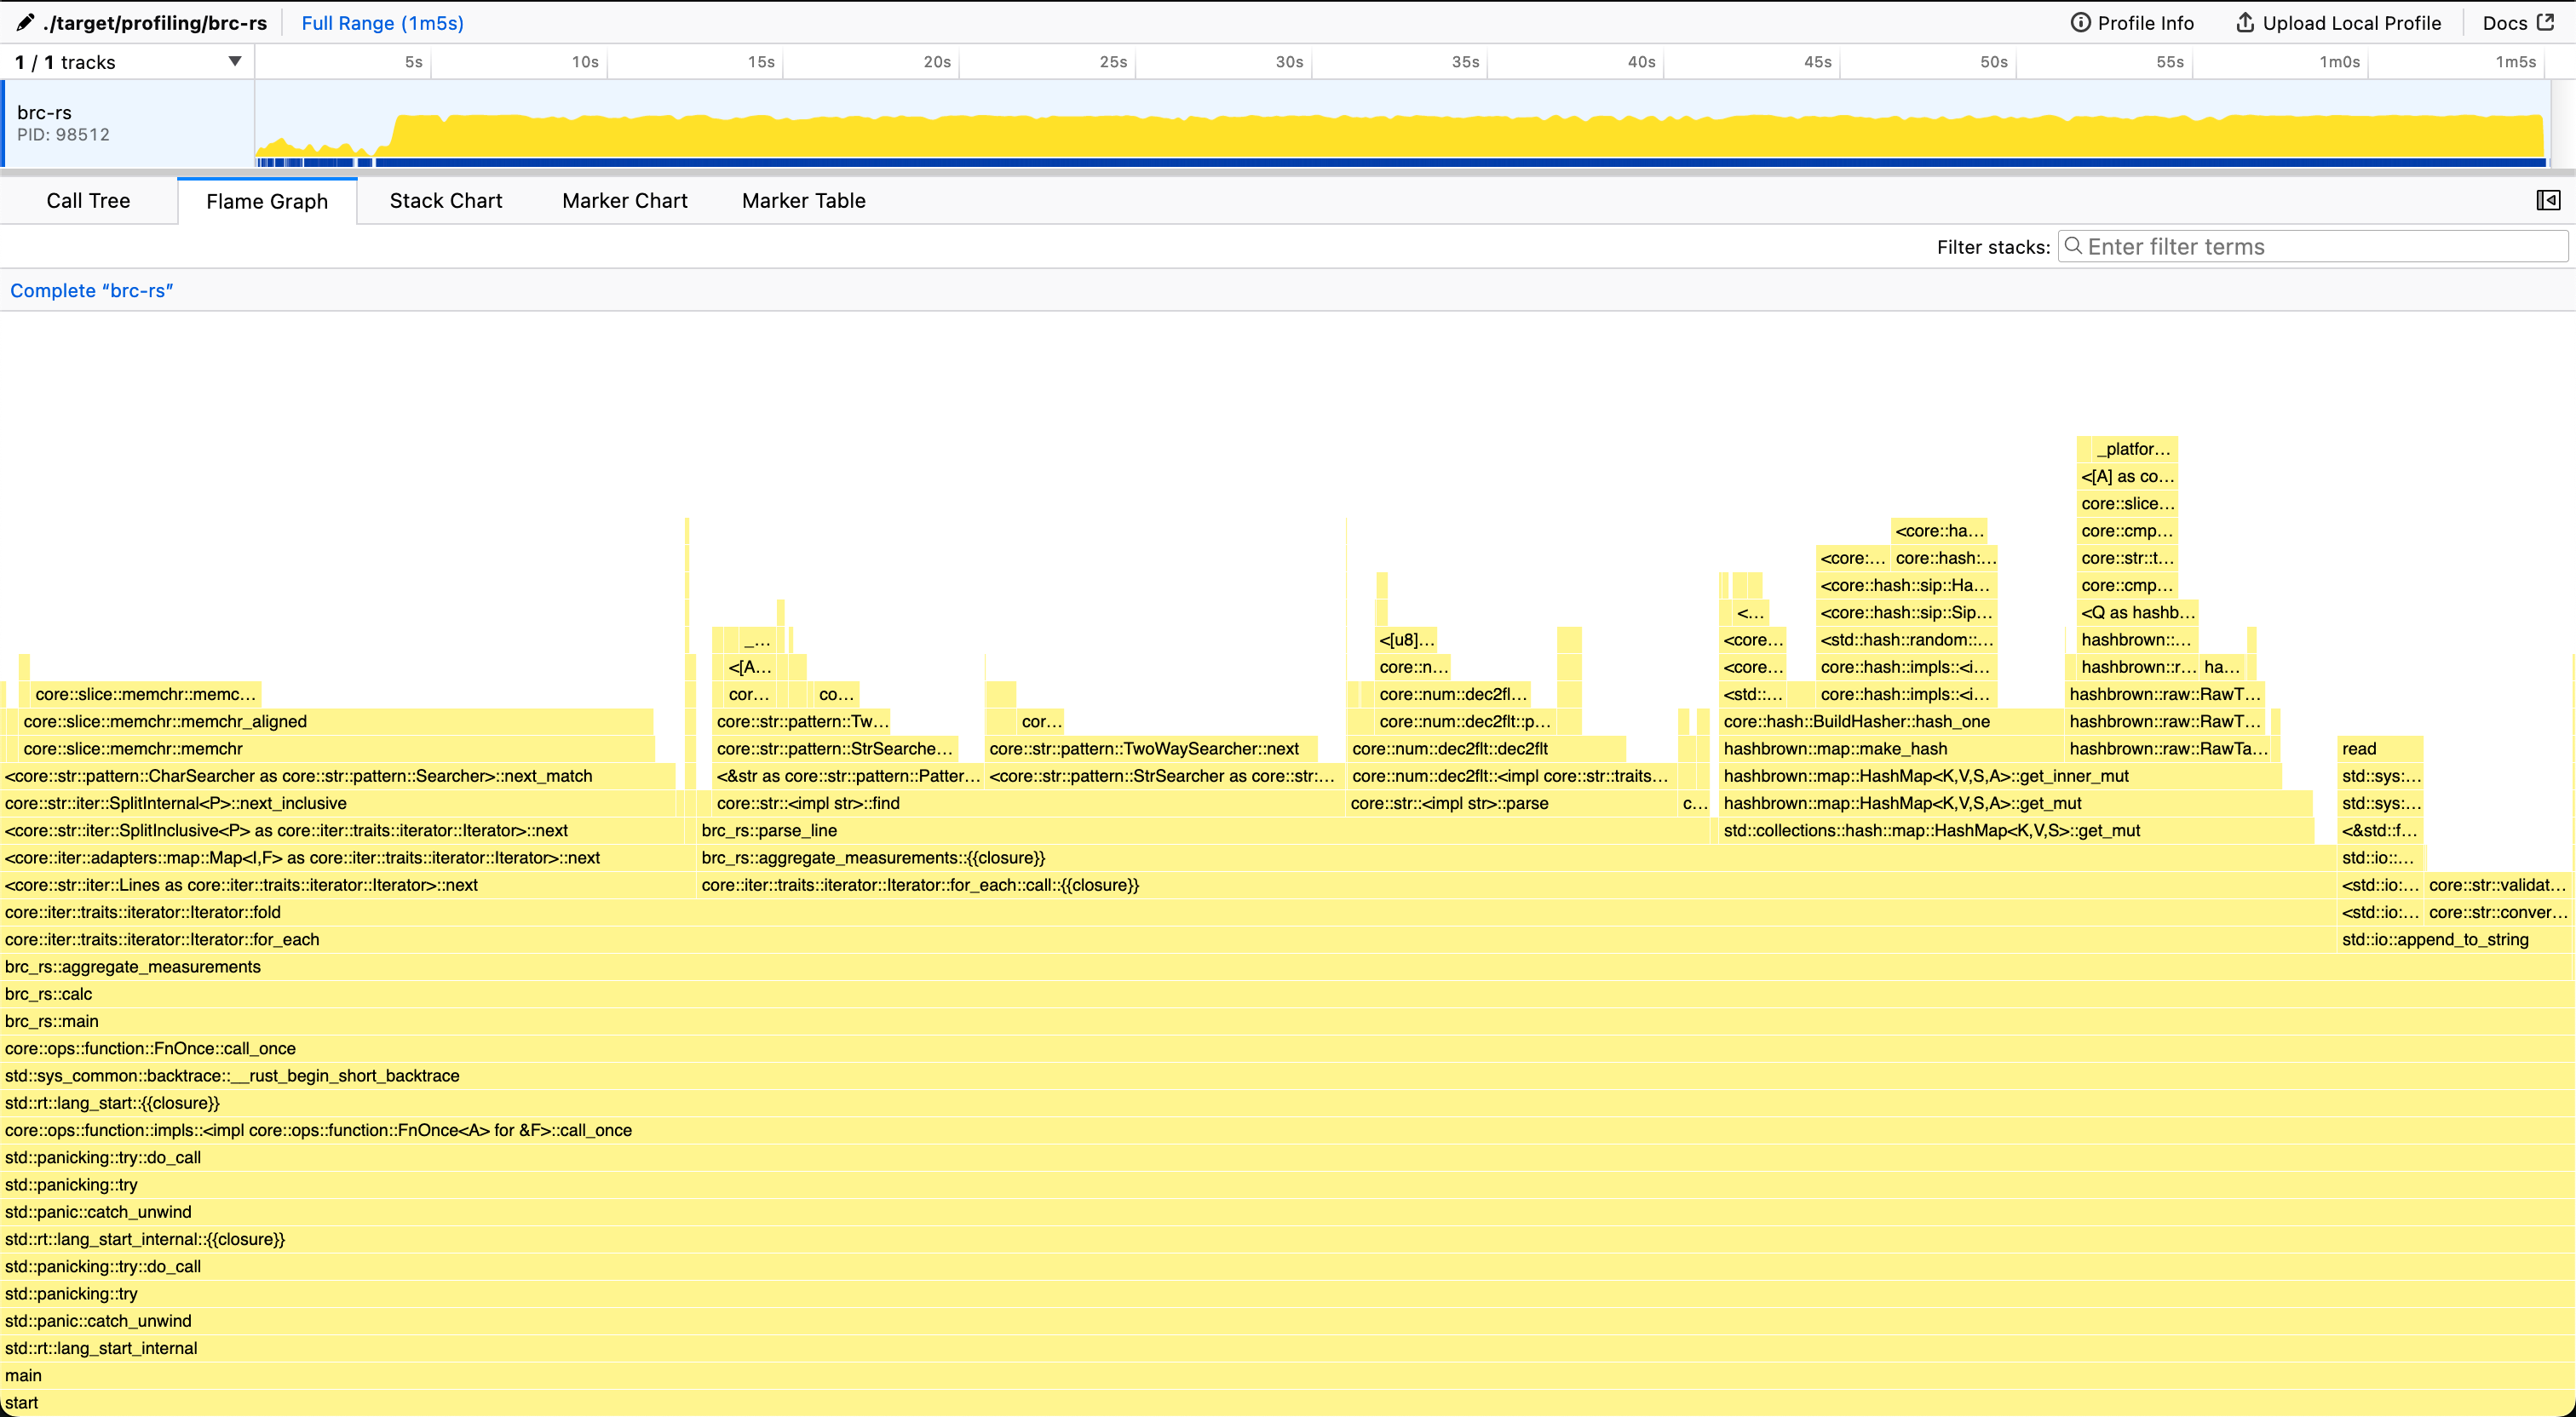 ./target/profiling/brc-rs Full Range (1m5s) Profile Info Upload Local Profile Docs
1 / 1 tracks 5s 10s 15s 20s 25s 30s 35s 40s 45s 50s 55s 1m0s 1m5s
brc-rs
PID: 98512
Call Tree Flame Graph Stack Chart Marker Chart Marker Table
Filter stacks: Enter filter terms
Complete “brc-rs”
_platfor…
<[A] as co…
core::slice…
<core::ha… core::cmp…
<core:… core::hash:… core::str::t…
<core::hash::sip::Ha… core::cmp…
<… <core::hash::sip::Sip… <Q as hashb…
_… <[u8]… <core… <std::hash::random::… hashbrown::…
<[A… core::n… <core… core::hash::impls::<i… hashbrown::r… ha…
core::slice::memchr::memc… cor… co… core::num::dec2fl… <std::… core::hash::impls::<i… hashbrown::raw::RawT…
core::slice::memchr::memchr_aligned core::str::pattern::Tw… cor… core::num::dec2flt::p… core::hash::BuildHasher::hash_one hashbrown::raw::RawT…
core::slice::memchr::memchr core::str::pattern::StrSearche… core::str::pattern::TwoWaySearcher::next core::num::dec2flt::dec2flt hashbrown::map::make_hash hashbrown::raw::RawTa… read
<core::str::pattern::CharSearcher as core::str::pattern::Searcher>::next_match <&str as core::str::pattern::Patter… <core::str::pattern::StrSearcher as core::str:… core::num::dec2flt::<impl core::str::traits… hashbrown::map::HashMap<K,V,S,A>::get_inner_mut std::sys:…
core::str::iter::SplitInternal<P>::next_inclusive core::str::<impl str>::find core::str::<impl str>::parse c… hashbrown::map::HashMap<K,V,S,A>::get_mut std::sys:…
<core::str::iter::SplitInclusive<P> as core::iter::traits::iterator::Iterator>::next brc_rs::parse_line std::collections::hash::map::HashMap<K,V,S>::get_mut <&std::f…
<core::iter::adapters::map::Map<I,F> as core::iter::traits::iterator::Iterator>::next brc_rs::aggregate_measurements::{{closure}} std::io::…
<core::str::iter::Lines as core::iter::traits::iterator::Iterator>::next core::iter::traits::iterator::Iterator::for_each::call::{{closure}} <std::io:… core::str::validat…
core::iter::traits::iterator::Iterator::fold <std::io:… core::str::conver…
core::iter::traits::iterator::Iterator::for_each std::io::append_to_string
brc_rs::aggregate_measurements
brc_rs::calc
brc_rs::main
core::ops::function::FnOnce::call_once
std::sys_common::backtrace::__rust_begin_short_backtrace
std::rt::lang_start::{{closure}}
core::ops::function::impls::<impl core::ops::function::FnOnce<A> for &F>::call_once
std::panicking::try::do_call
std::panicking::try
std::panic::catch_unwind
std::rt::lang_start_internal::{{closure}}
std::panicking::try::do_call
std::panicking::try
std::panic::catch_unwind
std::rt::lang_start_internal
main
start